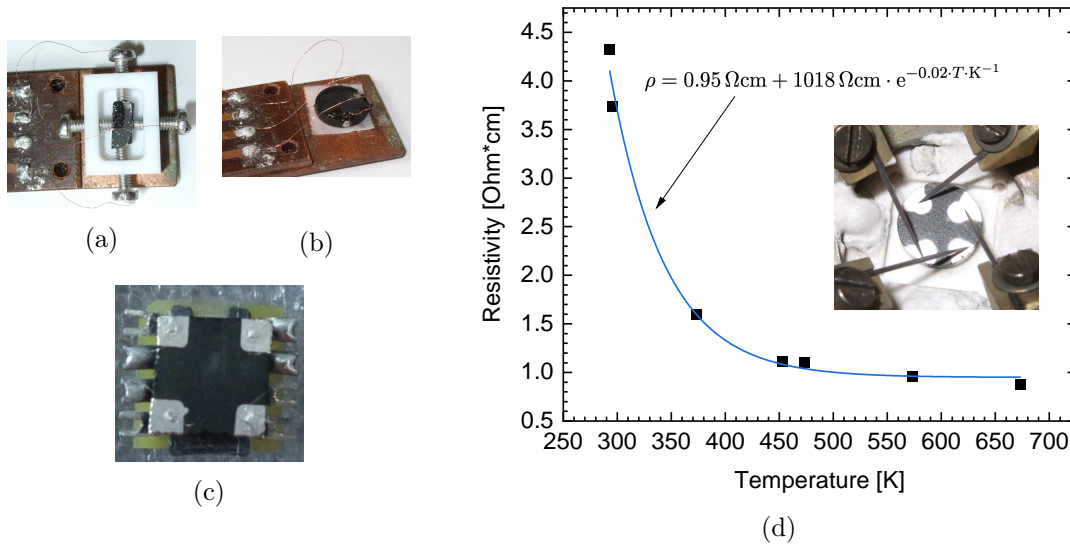 (a)
(b)
(c)
4.5
4.0
3.5
3.0
2.5
2.0
1.5
1.0
0.5
Resistivity [Ohm*cm]
ρ = 0.95 Ωcm + 1018 Ωcm · e^{−0.02·T·K^{−1}}
250 300 350 400 450 500 550 600 650 700
Temperature [K]
(d)